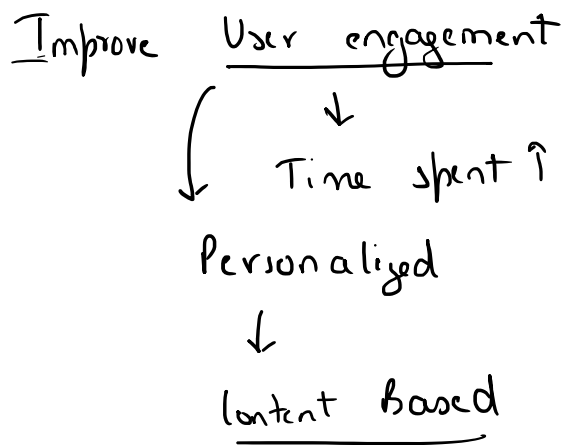 Improve User engagement
↓
Time spent ↑
Personalized
↓
Content Based